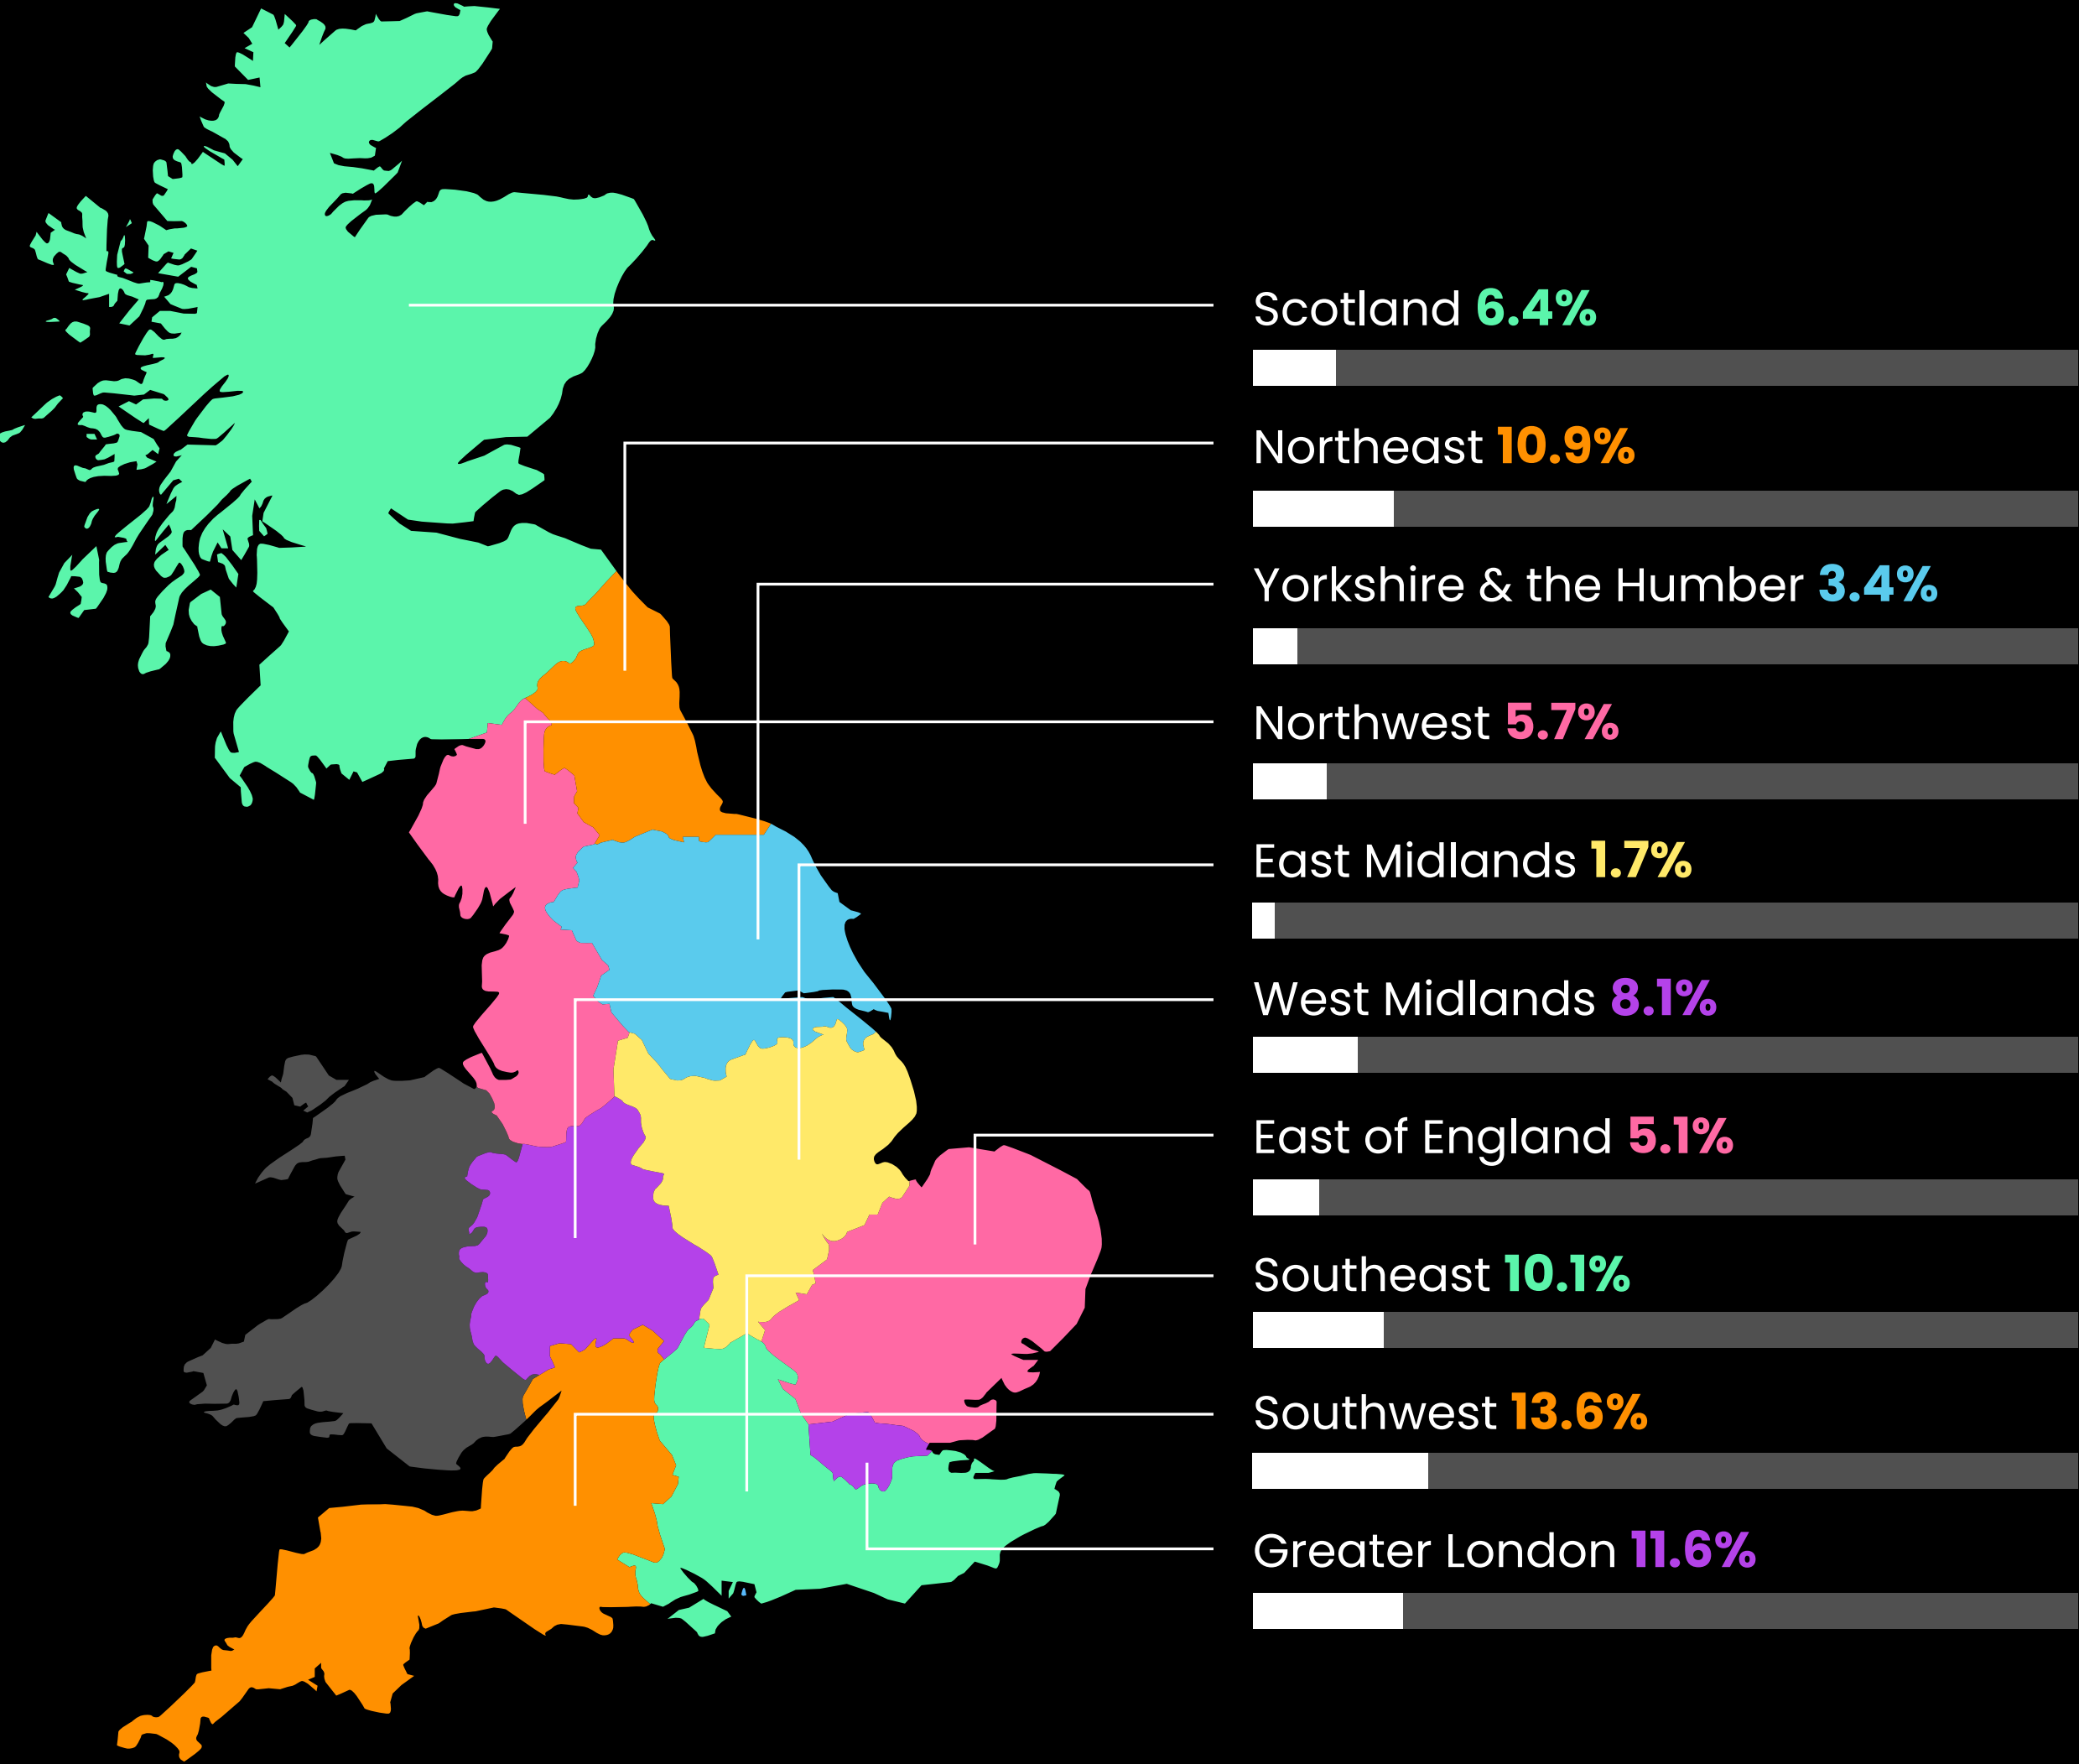 Scotland 6.4%
Northeast 10.9%
Yorkshire & the Humber 3.4%
Northwest 5.7%
East Midlands 1.7%
West Midlands 8.1%
East of England 5.1%
Southeast 10.1%
Southwest 13.6%
Greater London 11.6%